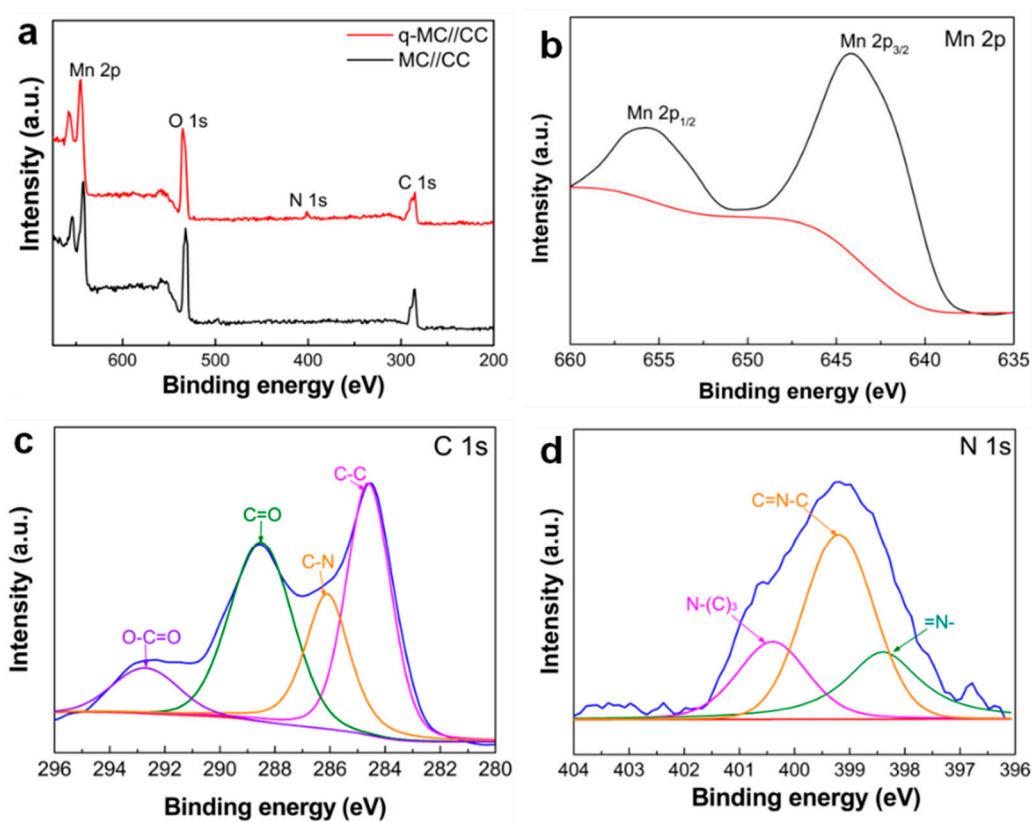 a
q-MC//CC
MC//CC
Mn 2p
O 1s
N 1s
C 1s
Intensity (a.u.)
600 500 400 300 200
Binding energy (eV)
b
Mn 2p
Mn 2p3/2
Mn 2p1/2
Intensity (a.u.)
660 655 650 645 640 635
Binding energy (eV)
c
C 1s
C-C
C=O
C-N
O-C=O
Intensity (a.u.)
296 294 292 290 288 286 284 282 280
Binding energy (eV)
d
N 1s
C=N-C
N-(C)₃
=N-
Intensity (a.u.)
404 403 402 401 400 399 398 397 396
Binding energy (eV)